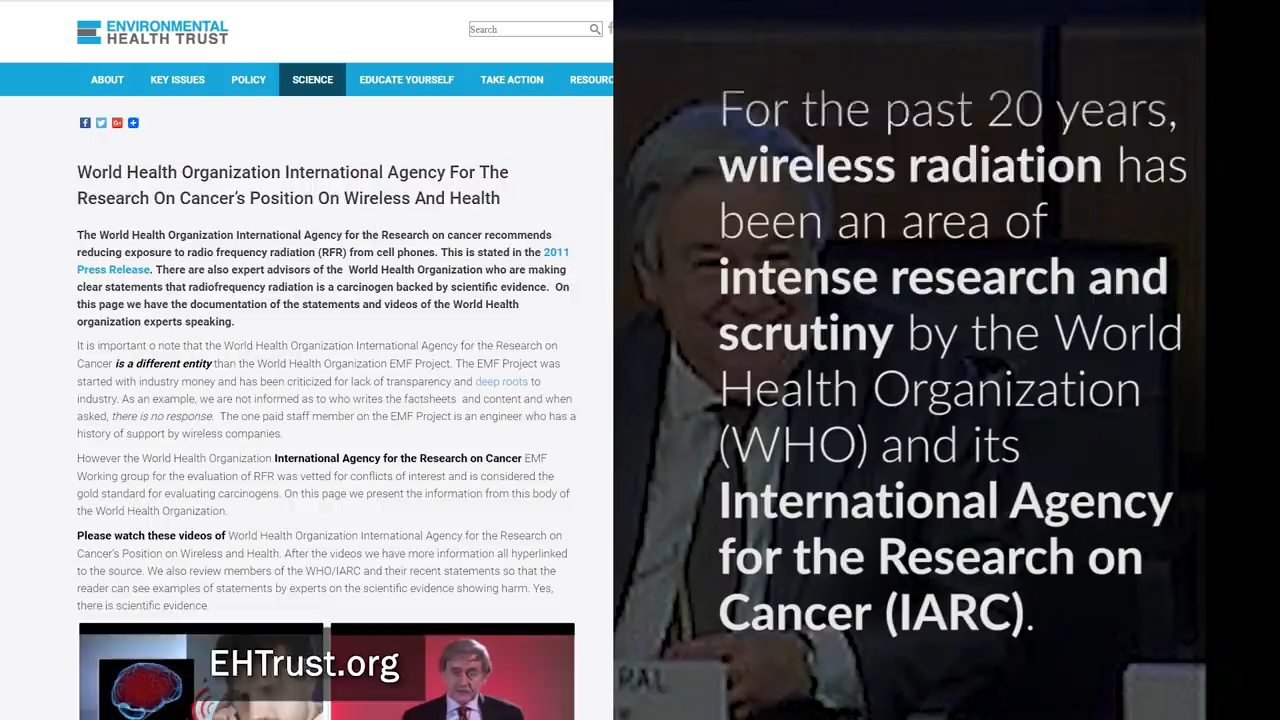 ENVIRONMENTAL
HEALTH TRUST
Search
ABOUT KEY ISSUES POLICY SCIENCE EDUCATE YOURSELF TAKE ACTION RESOURC
World Health Organization International Agency For The
Research On Cancer's Position On Wireless And Health
The World Health Organization International Agency for the Research on cancer recommends
reducing exposure to radio frequency radiation (RFR) from cell phones. This is stated in the 2011
Press Release. There are also expert advisors of the World Health Organization who are making
clear statements that radiofrequency radiation is a carcinogen backed by scientific evidence. On
this page we have the documentation of the statements and videos of the World Health
organization experts speaking.
It is important o note that the World Health Organization International Agency for the Research on
Cancer is a different entity than the World Health Organization EMF Project. The EMF Project was
started with industry money and has been criticized for lack of transparency and deep roots to
industry. As an example, we are not informed as to who writes the factsheets and content and when
asked, there is no response. The one paid staff member on the EMF Project is an engineer who has a
history of support by wireless companies.
However the World Health Organization International Agency for the Research on Cancer EMF
Working group for the evaluation of RFR was vetted for conflicts of interest and is considered the
gold standard for evaluating carcinogens. On this page we present the information from this body of
the World Health Organization.
Please watch these videos of World Health Organization International Agency for the Research on
Cancer's Position on Wireless and Health. After the videos we have more information all hyperlinked
to the source. We also review members of the WHO/IARC and their recent statements so that the
reader can see examples of statements by experts on the scientific evidence showing harm. Yes,
there is scientific evidence.
EHTrust.org
For the past 20 years,
wireless radiation has
been an area of
intense research and
scrutiny by the World
Health Organization
(WHO) and its
International Agency
for the Research on
Cancer (IARC).
RAL